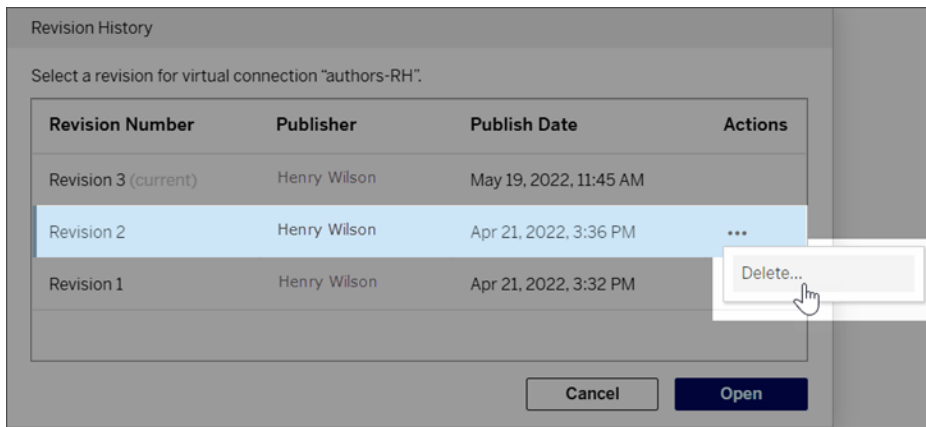 Revision History
Select a revision for virtual connection “authors-RH”.
Revision Number Publisher Publish Date Actions
Revision 3 (current) Henry Wilson May 19, 2022, 11:45 AM
Revision 2 Henry Wilson Apr 21, 2022, 3:36 PM •••
Delete...
Revision 1 Henry Wilson Apr 21, 2022, 3:32 PM
Cancel Open